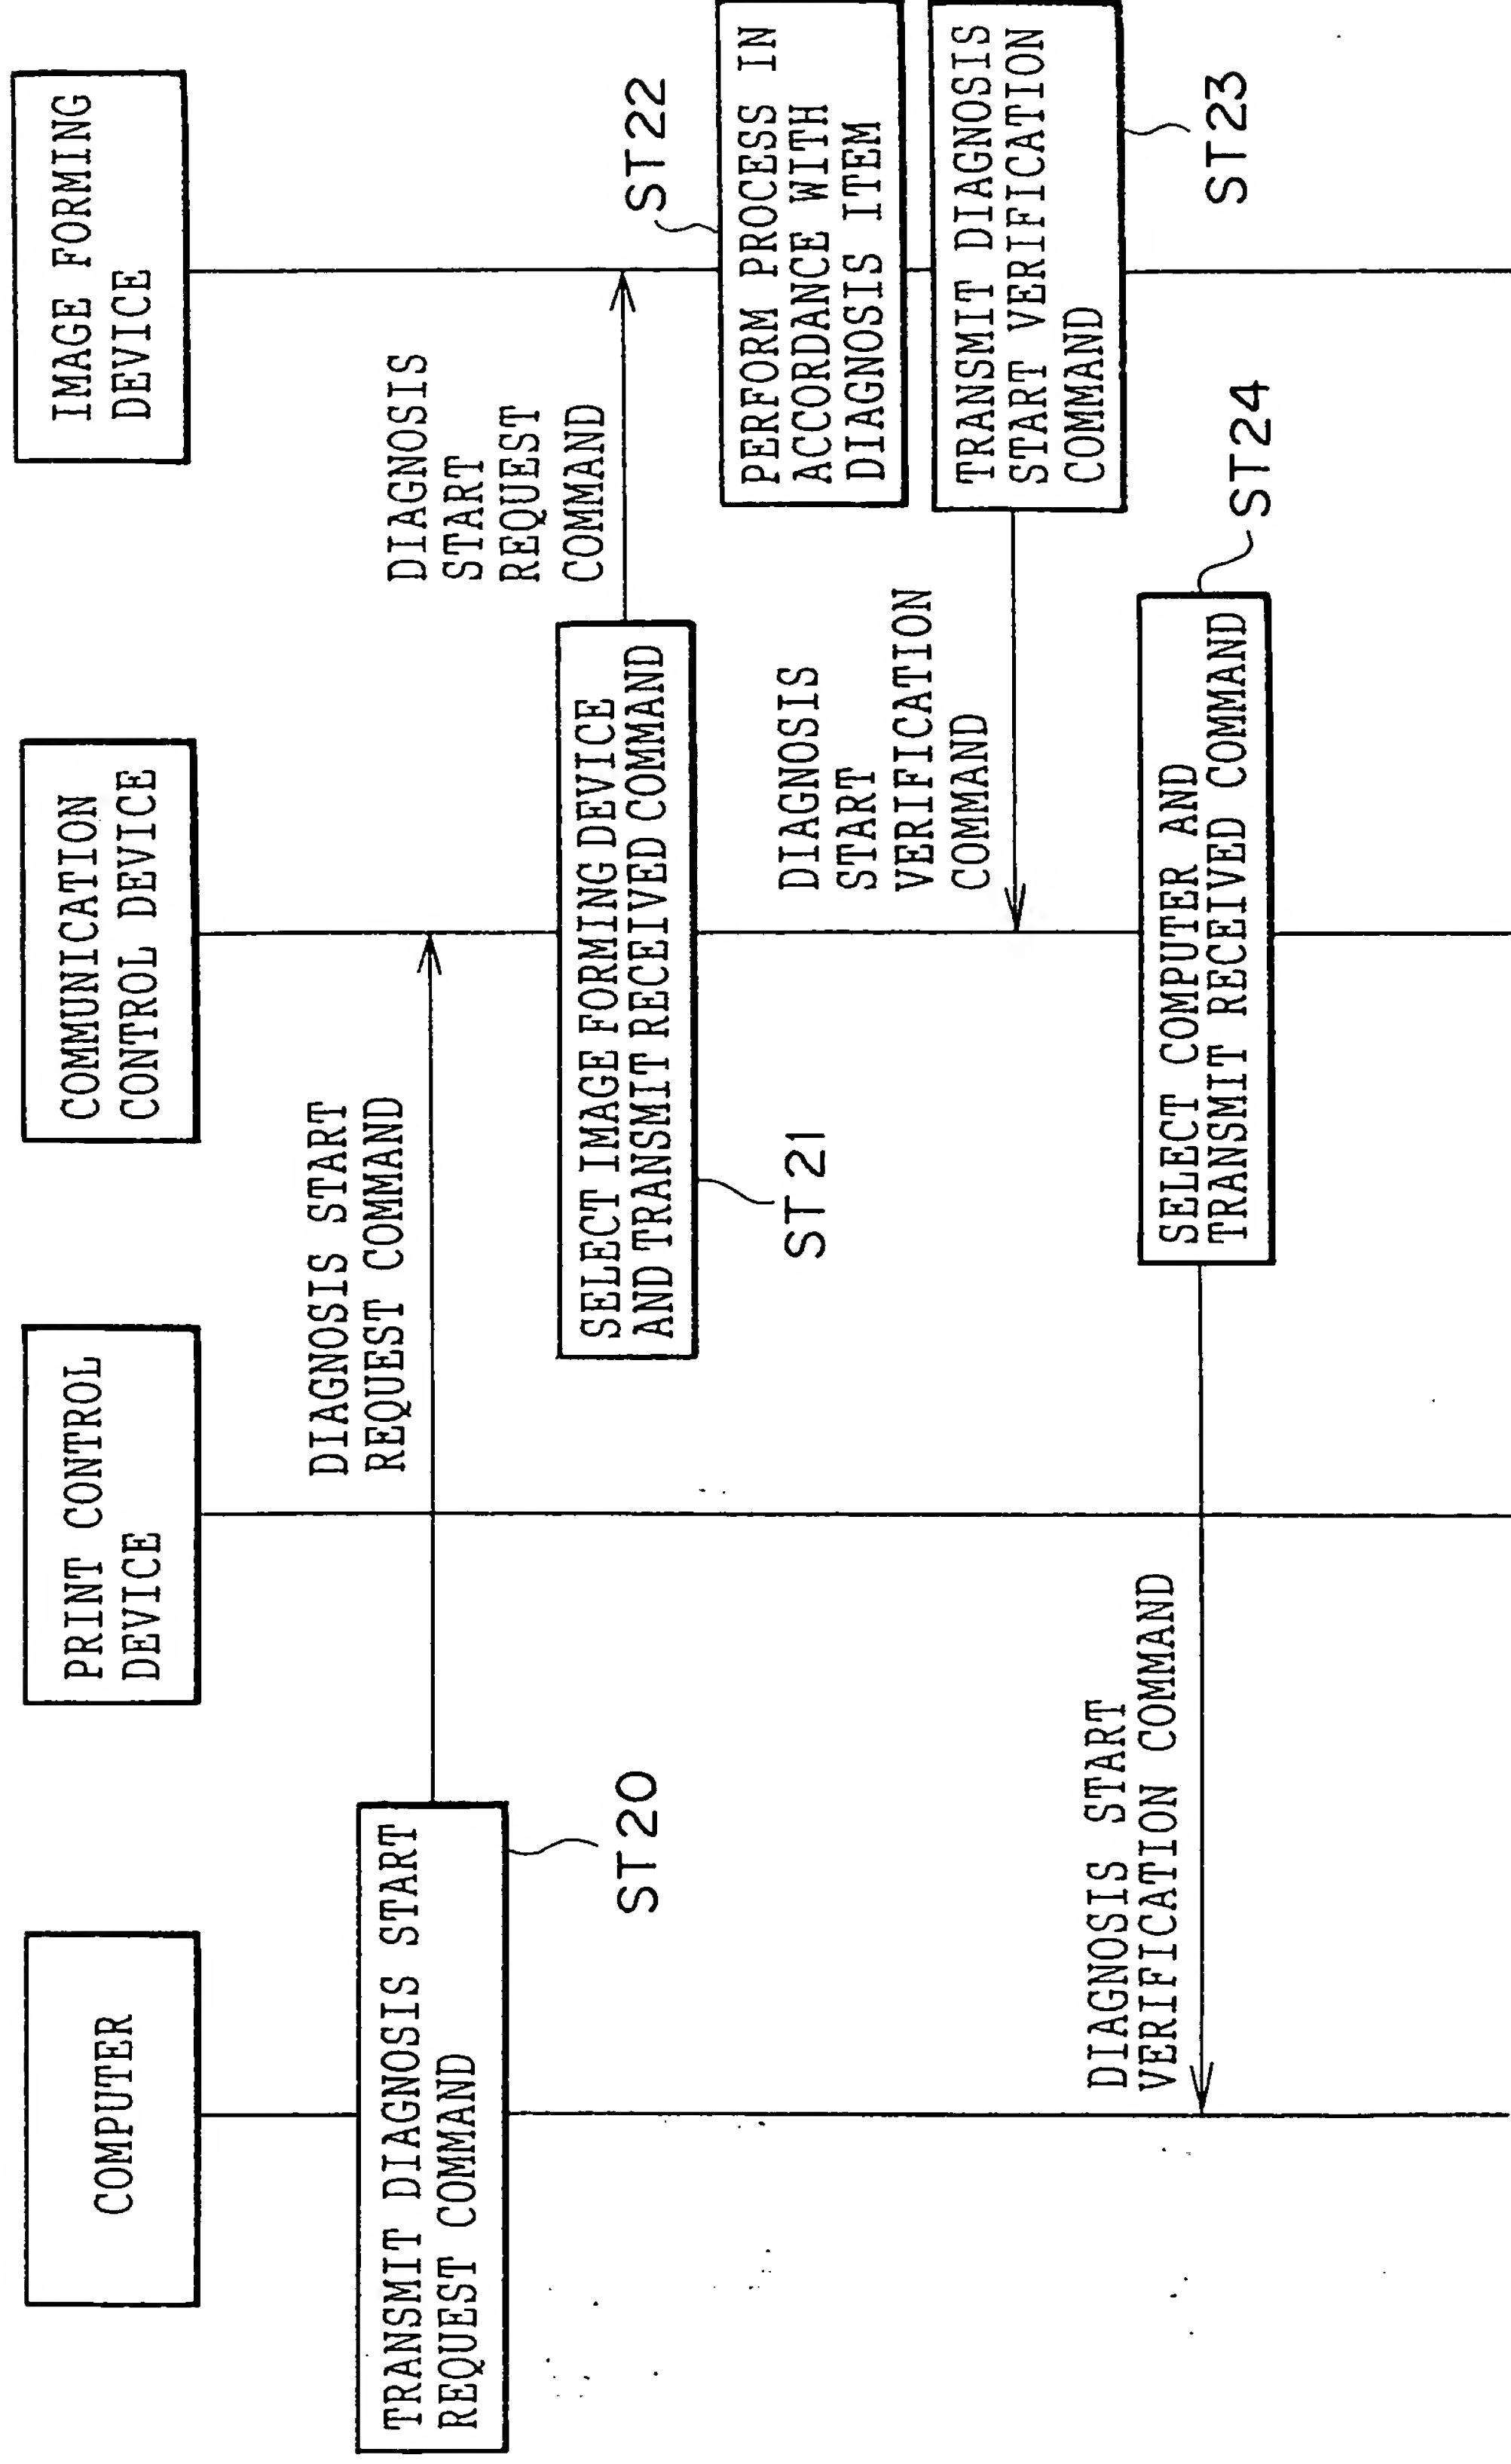 COMPUTER
PRINT CONTROL
DEVICE
COMMUNICATION
CONTROL DEVICE
IMAGE FORMING
DEVICE
TRANSMIT DIAGNOSIS START
REQUEST COMMAND
ST20
DIAGNOSIS START
REQUEST COMMAND
SELECT IMAGE FORMING DEVICE
AND TRANSMIT RECEIVED COMMAND
ST21
DIAGNOSIS
START
REQUEST
COMMAND
ST22
PERFORM PROCESS IN
ACCORDANCE WITH
DIAGNOSIS ITEM
TRANSMIT DIAGNOSIS
START VERIFICATION
COMMAND
ST23
DIAGNOSIS
START
VERIFICATION
COMMAND
SELECT COMPUTER AND
TRANSMIT RECEIVED COMMAND
ST24
DIAGNOSIS START
VERIFICATION COMMAND